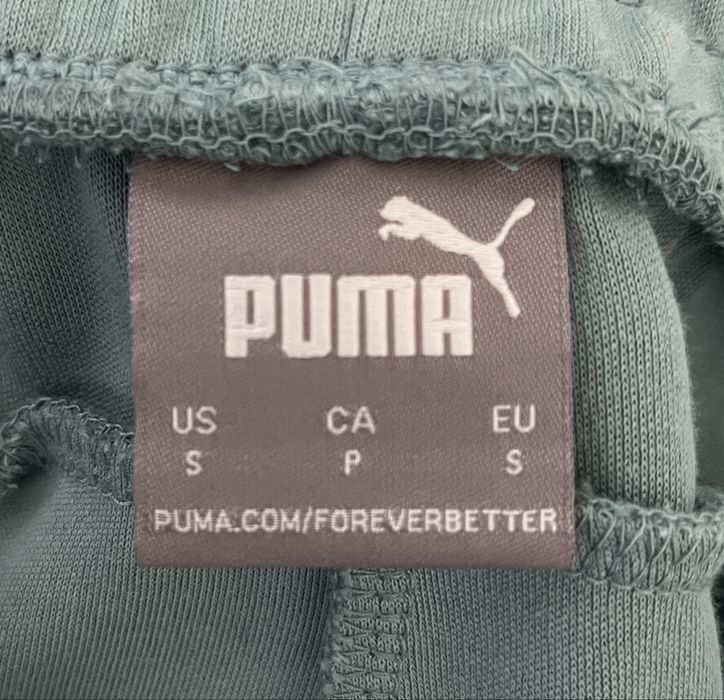 PUMA
US CA EU
S P S
PUMA.COM/FOREVERBETTER